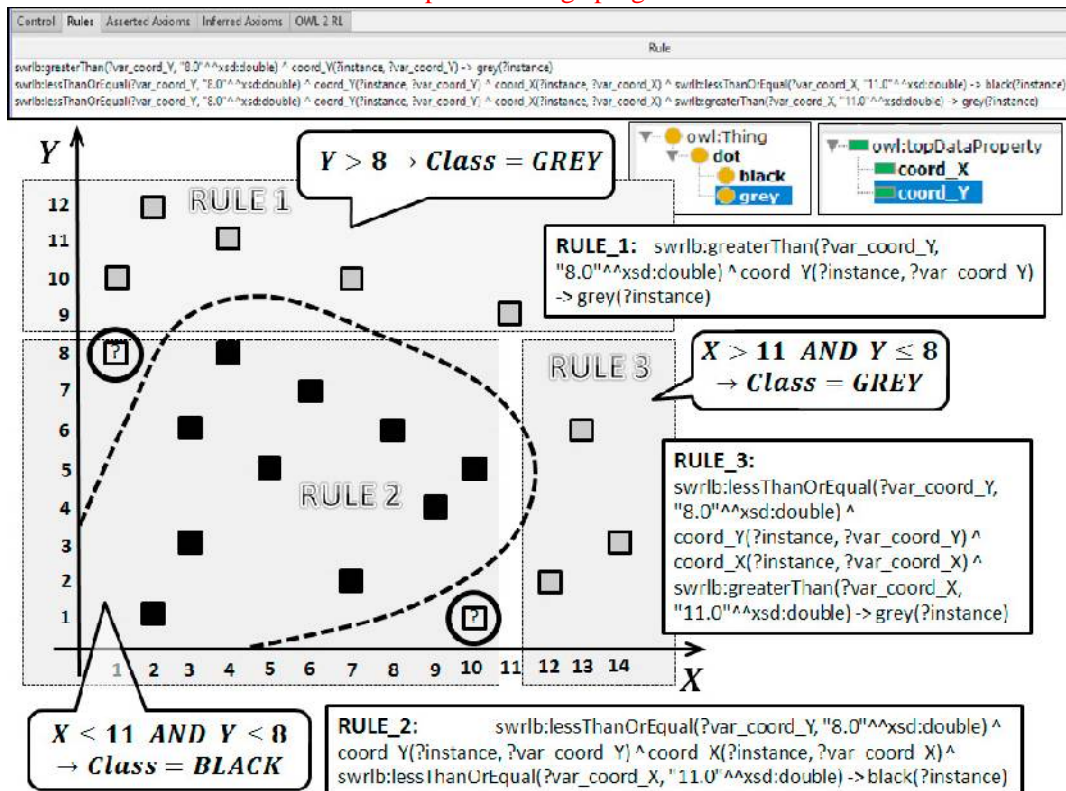 Control Rules Asserted Axioms Inferred Axioms OWL 2 RL
Rule
swrlb:greaterThan(?var_coord_Y, "8.0"^^xsd:double) ^ coord_Y(?instance, ?var_coord_Y) -> grey(?instance)
swrlb:lessThanOrEqual(?var_coord_Y, "8.0"^^xsd:double) ^ coord_Y(?instance, ?var_coord_Y) ^ coord_X(?instance, ?var_coord_X) ^ swrlb:lessThanOrEqual(?var_coord_X, "11.0"^^xsd:double) -> black(?instance)
swrlb:lessThanOrEqual(?var_coord_Y, "8.0"^^xsd:double) ^ coord_Y(?instance, ?var_coord_Y) ^ coord_X(?instance, ?var_coord_X) ^ swrlb:greaterThan(?var_coord_X, "11.0"^^xsd:double) -> grey(?instance)
Y
Y > 8 → Class = GREY
owl:Thing
dot
black
grey
owl:topDataProperty
coord_X
coord_Y
RULE 1
12
11
10
9
8
7
6
5
4
3
2
1
?
RULE_1: swrlb:greaterThan(?var_coord_Y,
"8.0"^^xsd:double) ^ coord_Y(?instance, ?var_coord_Y)
-> grey(?instance)
RULE 3
X > 11 AND Y ≤ 8
→ Class = GREY
RULE 2
RULE_3:
swrlb:lessThanOrEqual(?var_coord_Y,
"8.0"^^xsd:double) ^
coord_Y(?instance, ?var_coord_Y) ^
coord_X(?instance, ?var_coord_X) ^
swrlb:greaterThan(?var_coord_X,
"11.0"^^xsd:double) -> grey(?instance)
?
1 2 3 4 5 6 7 8 9 10 11 12 13 14
X
X < 11 AND Y < 8
→ Class = BLACK
RULE_2: swrlb:lessThanOrEqual(?var_coord_Y, "8.0"^^xsd:double) ^
coord_Y(?instance, ?var_coord_Y) ^ coord_X(?instance, ?var_coord_X) ^
swrlb:lessThanOrEqual(?var_coord_X, "11.0"^^xsd:double) -> black(?instance)